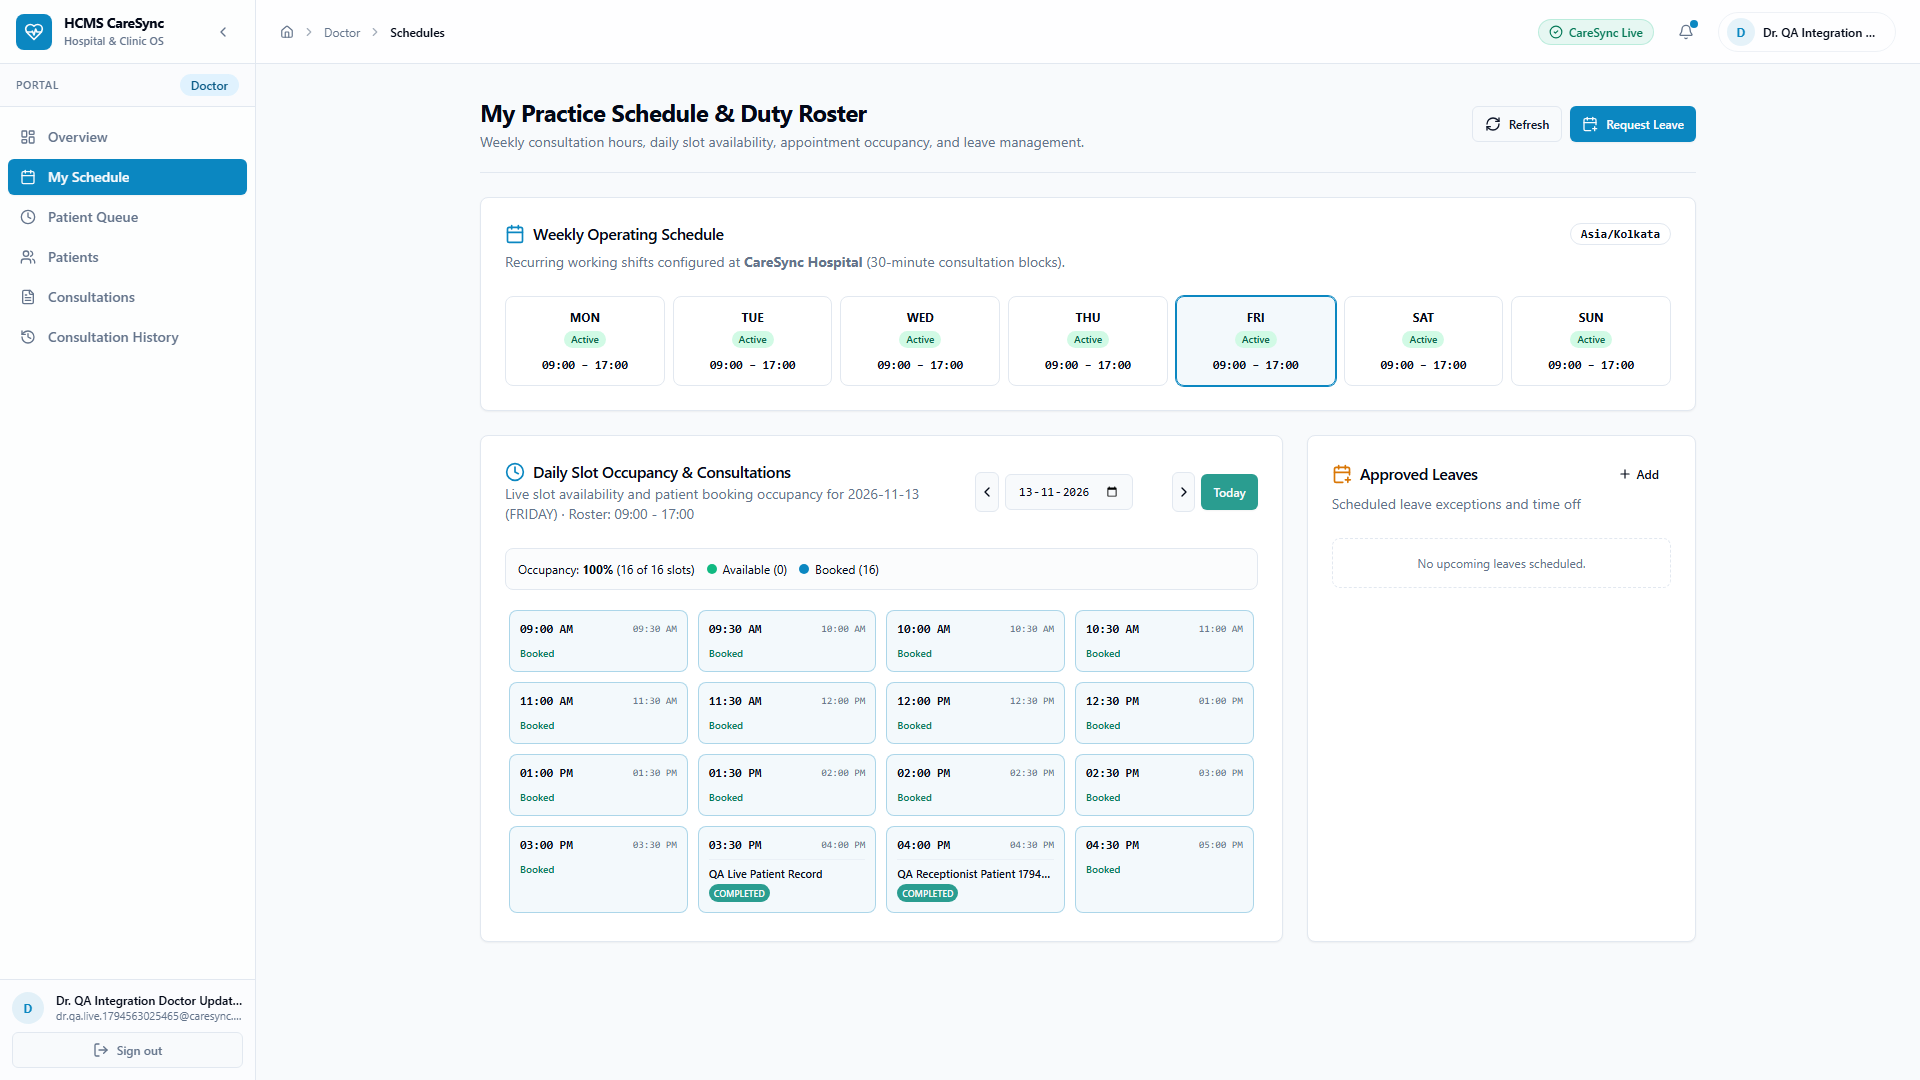 HCMS CareSync
Hospital & Clinic OS
PORTAL
Doctor
Overview
My Schedule
Patient Queue
Patients
Consultations
Consultation History
Dr. QA Integration Doctor Updat...
dr.qa.live.1794563025465@caresync....
Sign out
Doctor
Schedules
CareSync Live
D
Dr. QA Integration ...
My Practice Schedule & Duty Roster
Weekly consultation hours, daily slot availability, appointment occupancy, and leave management.
Refresh
Request Leave
Weekly Operating Schedule
Asia/Kolkata
Recurring working shifts configured at CareSync Hospital (30-minute consultation blocks).
MON
Active
09:00 - 17:00
TUE
Active
09:00 - 17:00
WED
Active
09:00 - 17:00
THU
Active
09:00 - 17:00
FRI
Active
09:00 - 17:00
SAT
Active
09:00 - 17:00
SUN
Active
09:00 - 17:00
Daily Slot Occupancy & Consultations
Live slot availability and patient booking occupancy for 2026-11-13
(FRIDAY) · Roster: 09:00 - 17:00
13-11-2026
Today
Occupancy: 100% (16 of 16 slots) Available (0) Booked (16)
09:00 AM 09:30 AM
Booked
09:30 AM 10:00 AM
Booked
10:00 AM 10:30 AM
Booked
10:30 AM 11:00 AM
Booked
11:00 AM 11:30 AM
Booked
11:30 AM 12:00 PM
Booked
12:00 PM 12:30 PM
Booked
12:30 PM 01:00 PM
Booked
01:00 PM 01:30 PM
Booked
01:30 PM 02:00 PM
Booked
02:00 PM 02:30 PM
Booked
02:30 PM 03:00 PM
Booked
03:00 PM 03:30 PM
Booked
03:30 PM 04:00 PM
QA Live Patient Record
COMPLETED
04:00 PM 04:30 PM
QA Receptionist Patient 1794...
COMPLETED
04:30 PM 05:00 PM
Booked
Approved Leaves
Add
Scheduled leave exceptions and time off
No upcoming leaves scheduled.
D